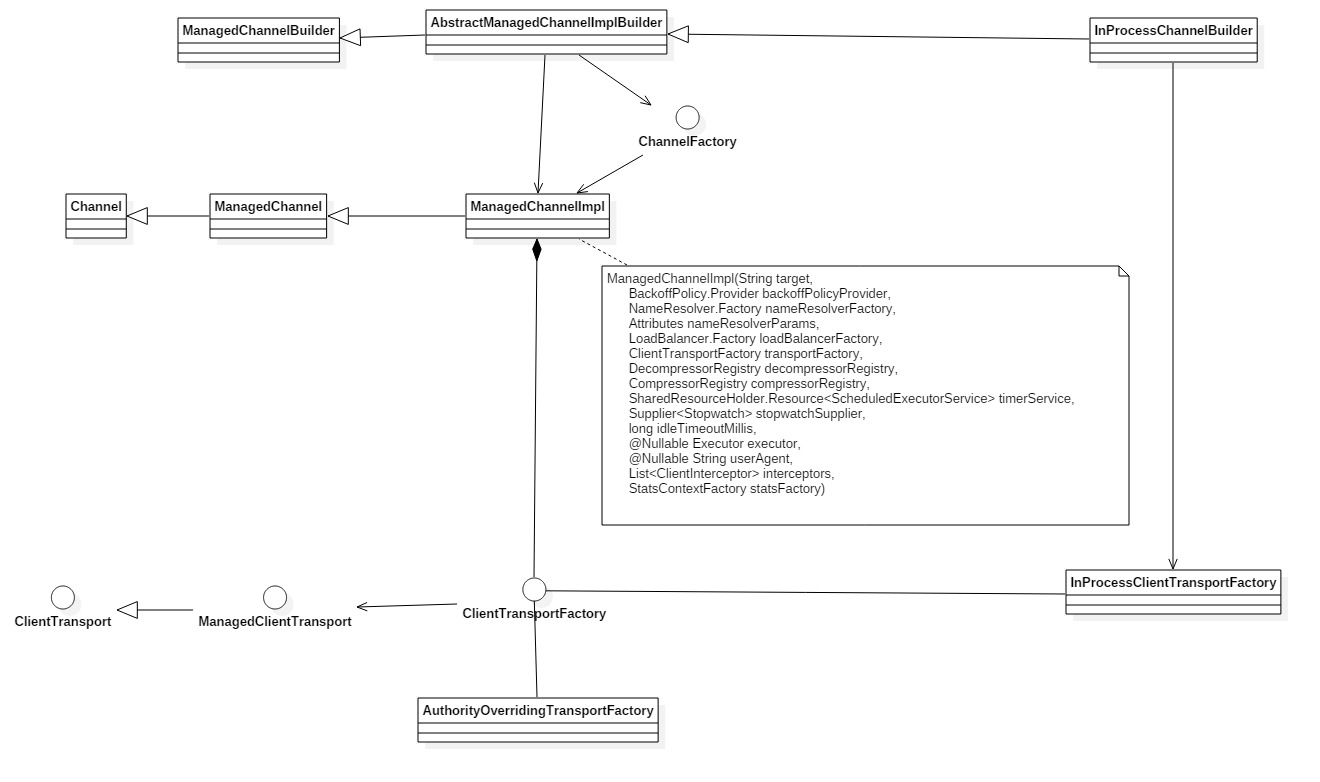 ManagedChannelBuilder
AbstractManagedChannelImplBuilder
InProcessChannelBuilder
ChannelFactory
Channel
ManagedChannel
ManagedChannelImpl
ManagedChannelImpl(String target,
BackoffPolicy.Provider backoffPolicyProvider,
NameResolver.Factory nameResolverFactory,
Attributes nameResolverParams,
LoadBalancer.Factory loadBalancerFactory,
ClientTransportFactory transportFactory,
DecompressorRegistry decompressorRegistry,
CompressorRegistry compressorRegistry,
SharedResourceHolder.Resource<ScheduledExecutorService> timerService,
Supplier<Stopwatch> stopwatchSupplier,
long idleTimeoutMillis,
@Nullable Executor executor,
@Nullable String userAgent,
List<ClientInterceptor> interceptors,
StatsContextFactory statsFactory)
InProcessClientTransportFactory
ClientTransport
ManagedClientTransport
ClientTransportFactory
AuthorityOverridingTransportFactory